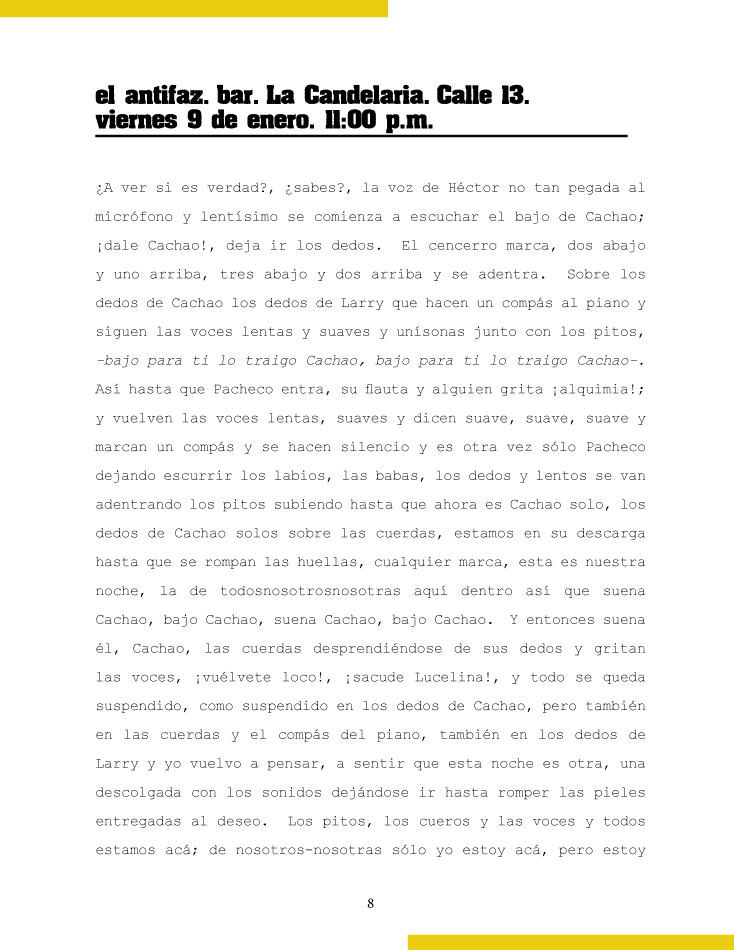 el antifaz. bar. La Candelaria. Calle 13.
viernes 9 de enero. 11:00 p.m.
¿A ver si es verdad?, ¿sabes?, la voz de Héctor no tan pegada al
micrófono y lentísimo se comienza a escuchar el bajo de Cachao;
¡dale Cachao!, deja ir los dedos. El cencerro marca, dos abajo
y uno arriba, tres abajo y dos arriba y se adentra. Sobre los
dedos de Cachao los dedos de Larry que hacen un compás al piano y
siguen las voces lentas y suaves y unísonas junto con los pitos,
-bajo para ti lo traigo Cachao, bajo para ti lo traigo Cachao-.
Así hasta que Pacheco entra, su flauta y alguien grita ¡alquimia!;
y vuelven las voces lentas, suaves y dicen suave, suave, suave y
marcan un compás y se hacen silencio y es otra vez sólo Pacheco
dejando escurrir los labios, las babas, los dedos y lentos se van
adentrando los pitos subiendo hasta que ahora es Cachao solo, los
dedos de Cachao solos sobre las cuerdas, estamos en su descarga
hasta que se rompan las huellas, cualquier marca, esta es nuestra
noche, la de todosnosotrosnosotras aquí dentro así que suena
Cachao, bajo Cachao, suena Cachao, bajo Cachao. Y entonces suena
él, Cachao, las cuerdas desprendiéndose de sus dedos y gritan
las voces, ¡vuélvete loco!, ¡sacude Lucelina!, y todo se queda
suspendido, como suspendido en los dedos de Cachao, pero también
en las cuerdas y el compás del piano, también en los dedos de
Larry y yo vuelvo a pensar, a sentir que esta noche es otra, una
descolgada con los sonidos dejándose ir hasta romper las pieles
entregadas al deseo. Los pitos, los cueros y las voces y todos
estamos acá; de nosotros-nosotras sólo yo estoy acá, pero estoy
8